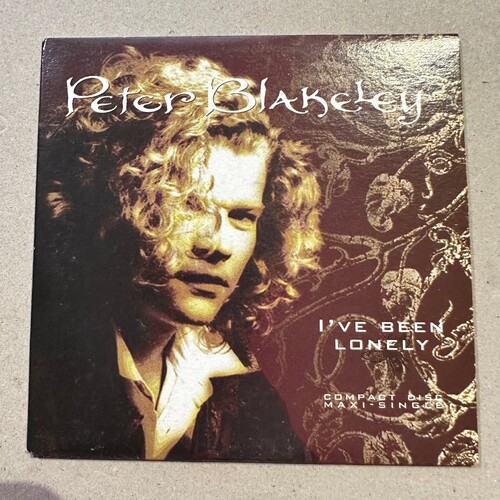 Peter Blakeley
I'VE BEEN
LONELY
COMPACT DISC
MAXI-SINGLE